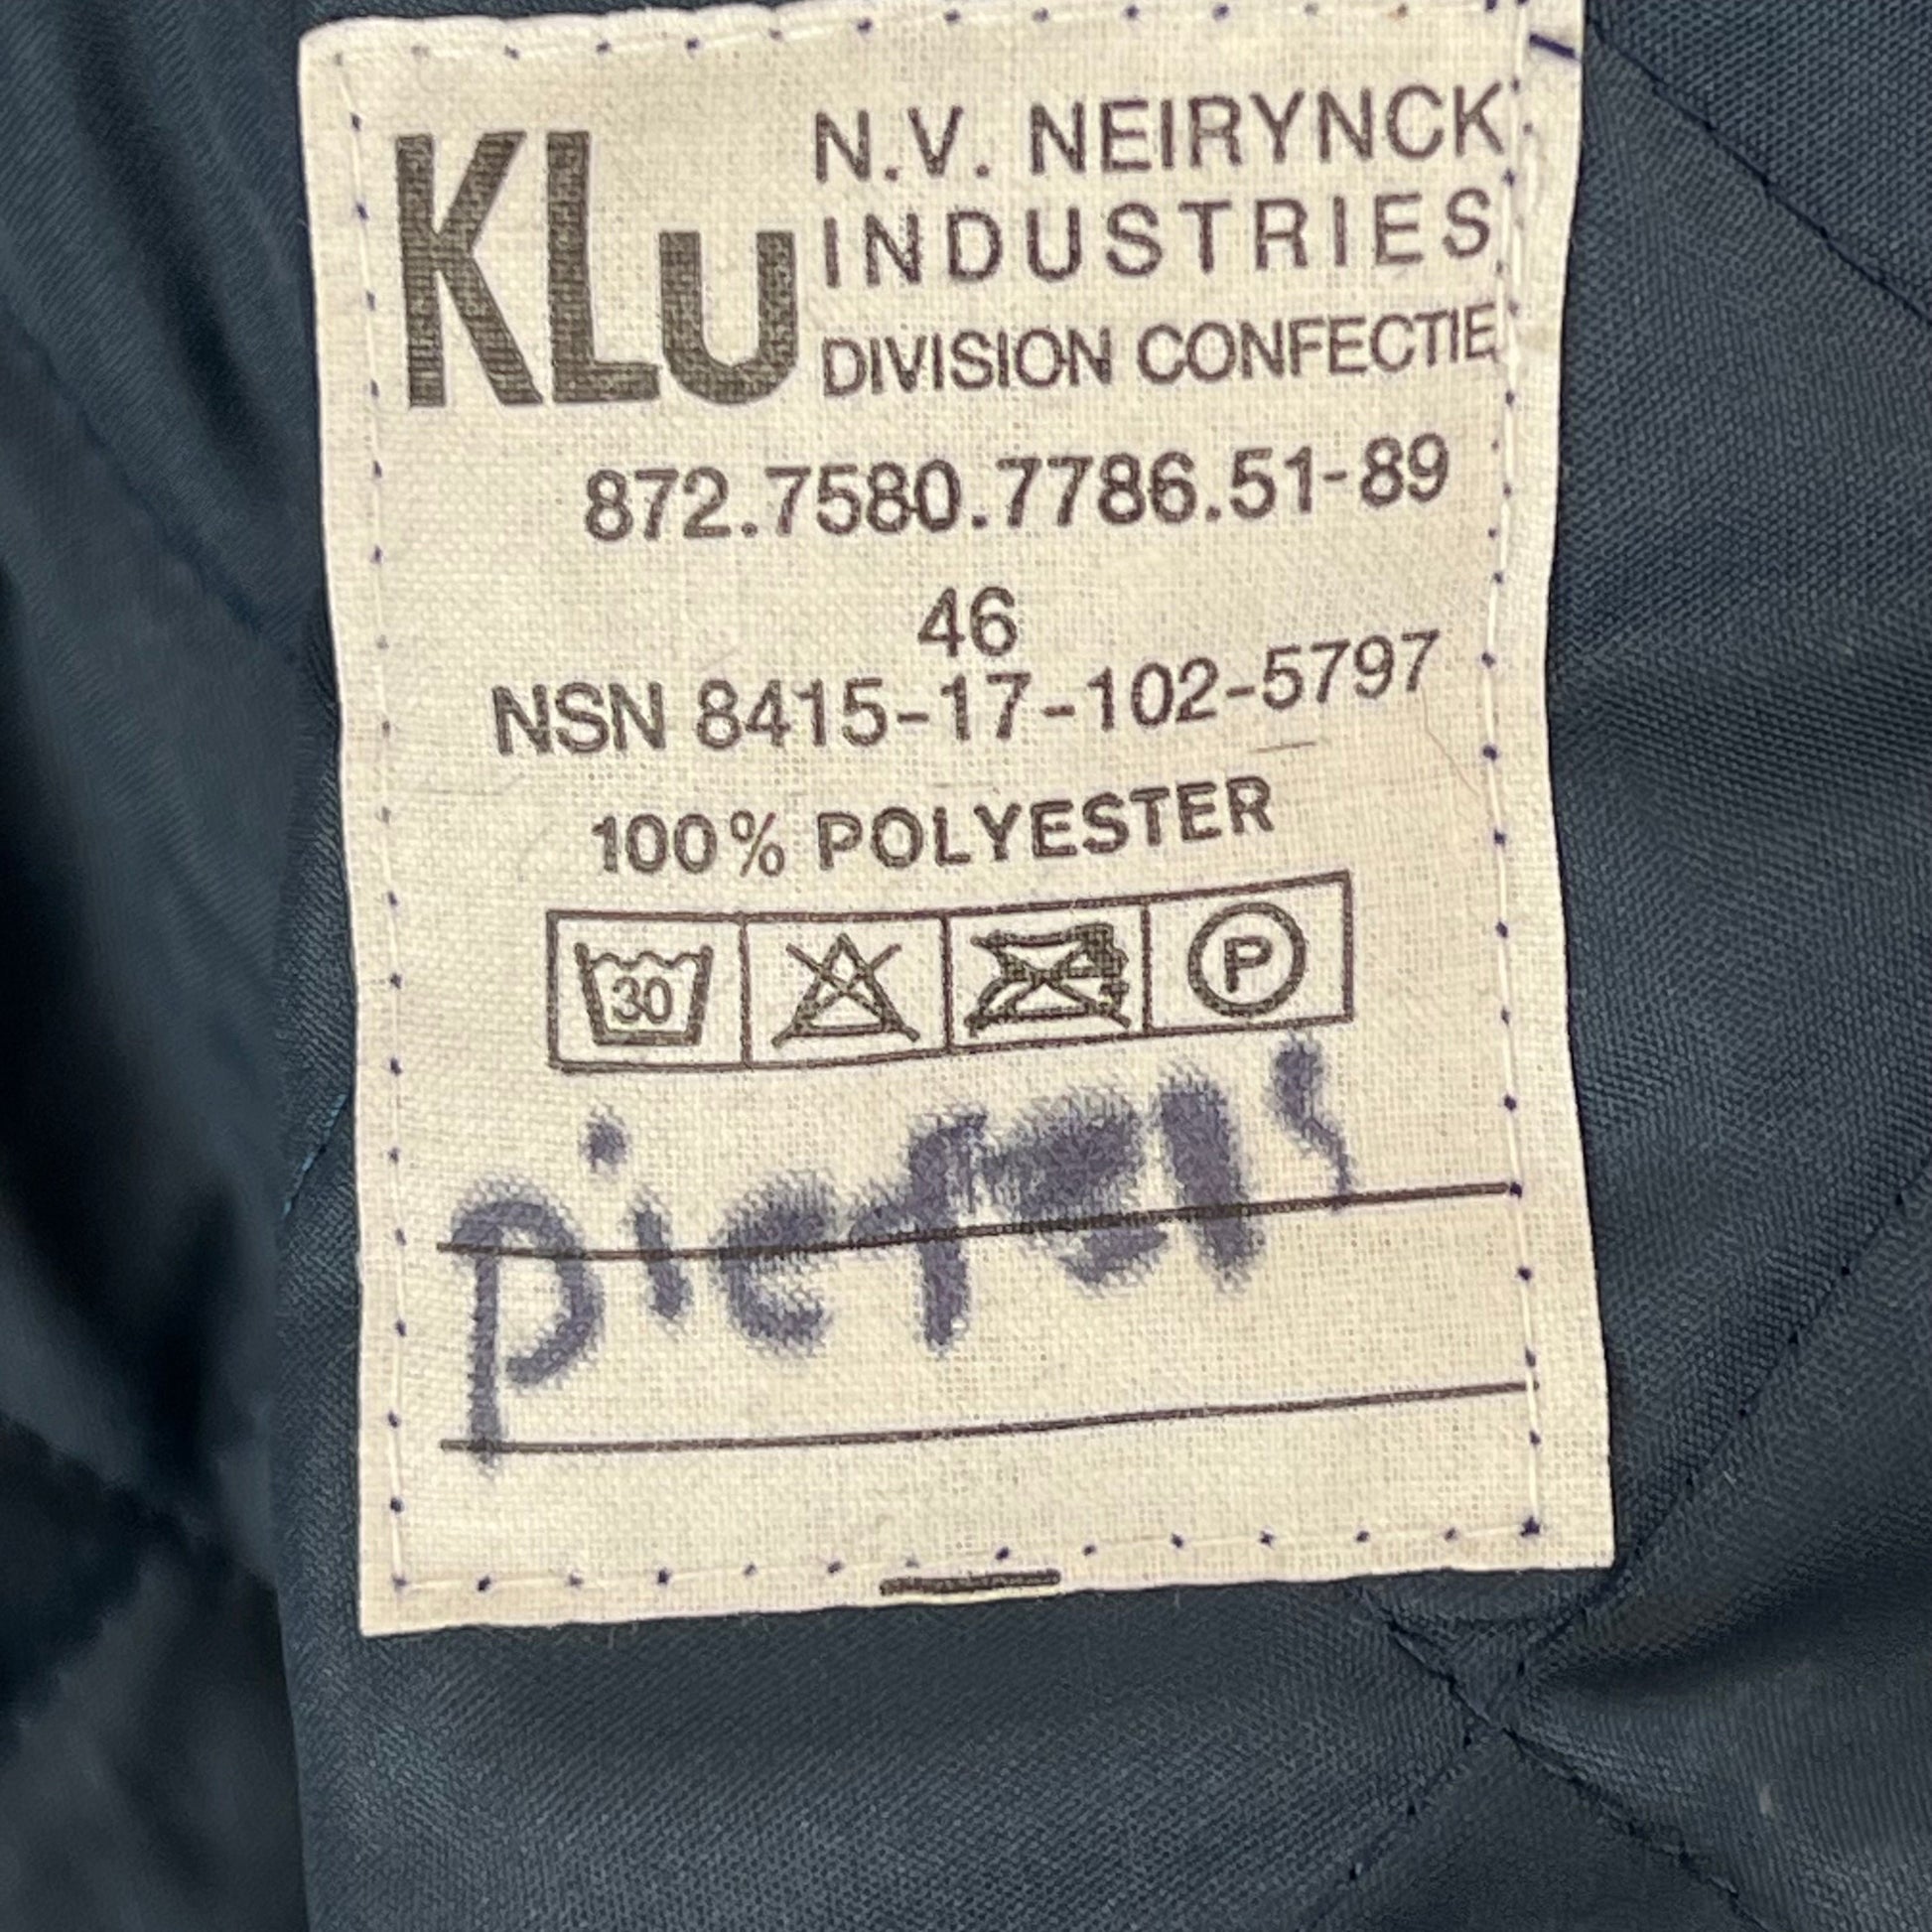 KLu N.V. NEIRYNCK
INDUSTRIES
DIVISION CONFECTIE
872.7580.7786.51-89
46
NSN 8415-17-102-5797
100% POLYESTER
30 P